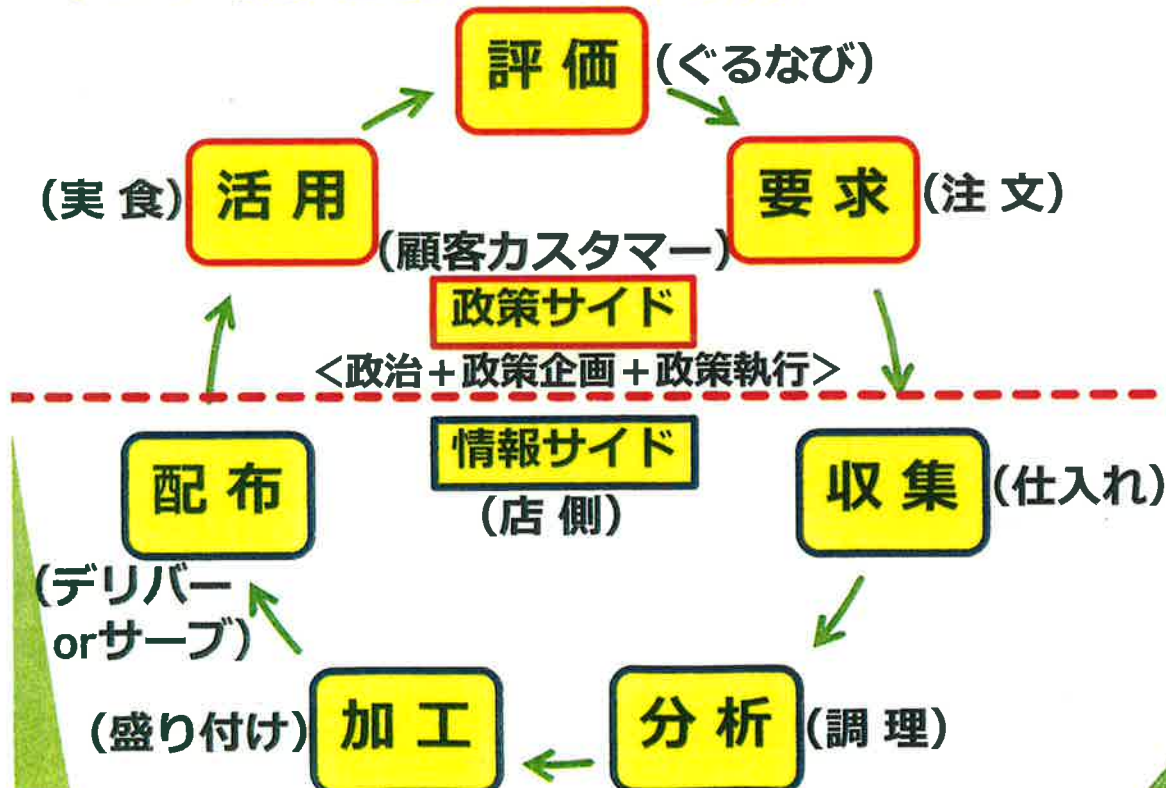 評 価 (ぐるなび)
(実 食) 活 用
要 求 (注 文)
(顧客カスタマー)
政策サイド
<政治+政策企画+政策執行>
情報サイド
(店 側)
配 布
(デリバー
orサーブ)
収 集 (仕入れ)
(盛り付け) 加 工
分 析 (調 理)